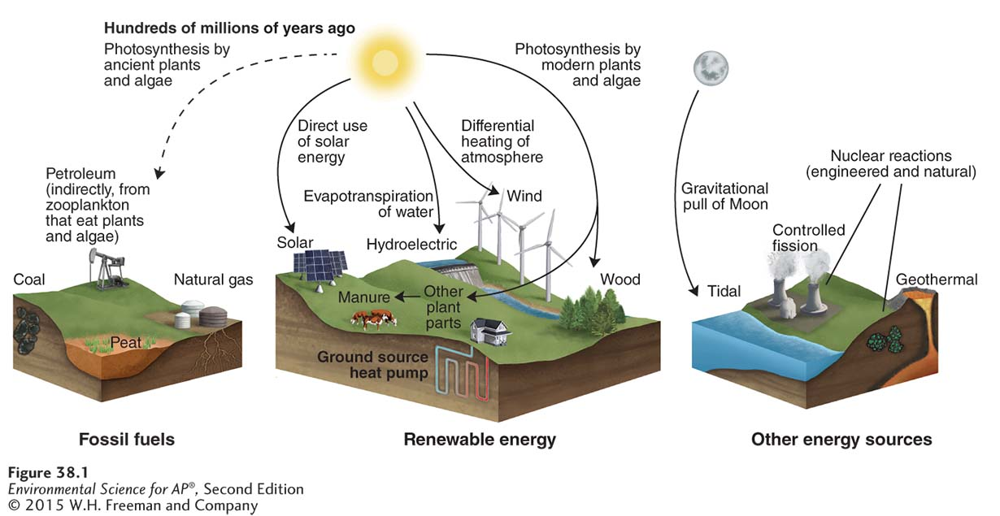 Hundreds of millions of years ago
Photosynthesis by
ancient plants
and algae
Photosynthesis by
modern plants
and algae
Direct use
of solar
energy
Differential
heating of
atmosphere
Nuclear reactions
(engineered and natural)
Petroleum
(indirectly, from
zooplankton
that eat plants
and algae)
Evapotranspiration
of water
Wind
Gravitational
pull of Moon
Controlled
fission
Solar
Hydroelectric
Coal
Natural gas
Wood
Tidal
Geothermal
Manure
Other
plant
parts
Peat
Ground source
heat pump
Fossil fuels
Renewable energy
Other energy sources
Figure 38.1
Environmental Science for AP®, Second Edition
© 2015 W.H. Freeman and Company